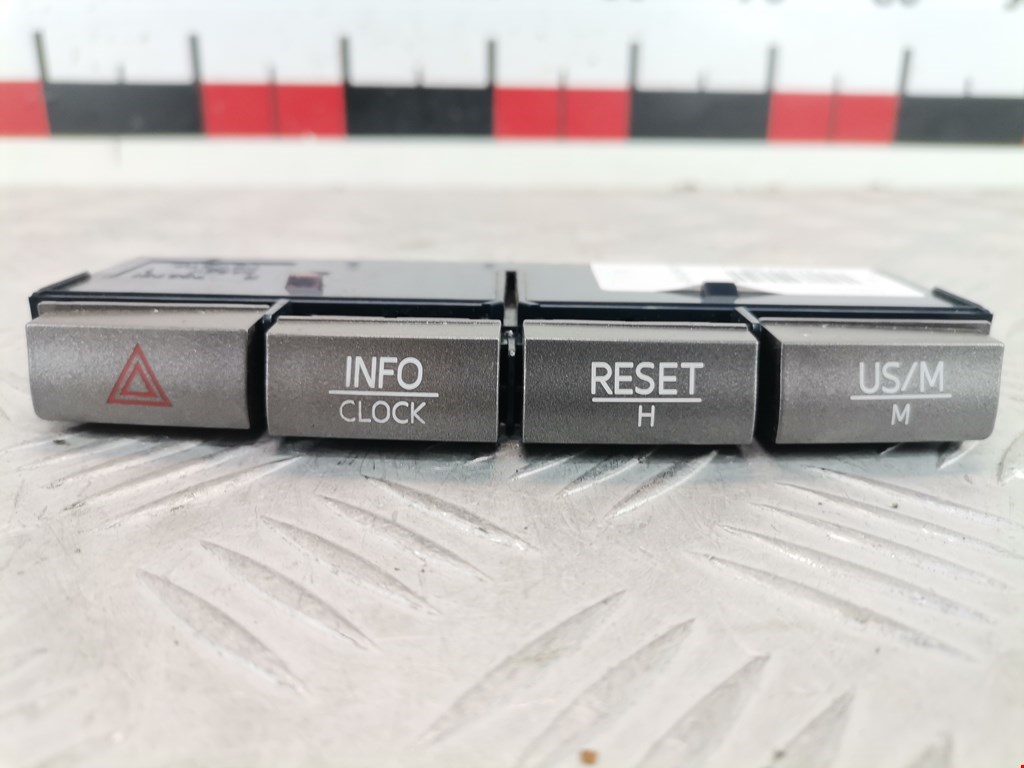 INFO
CLOCK
RESET
H
US/M
M